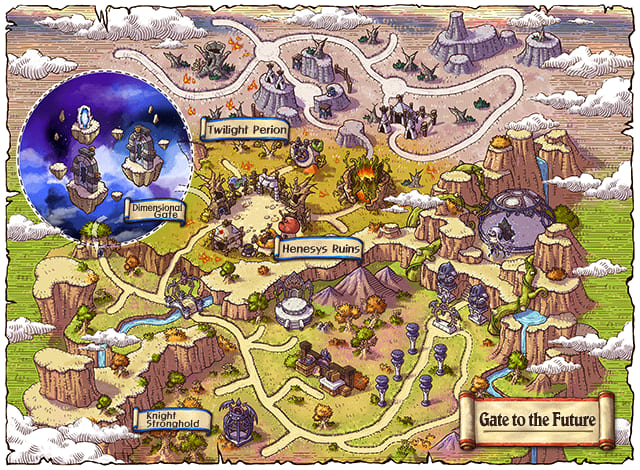 Twilight Perion
Dimensional
Gate
Henesys Ruins
Knight
Stronghold
Gate to the Future